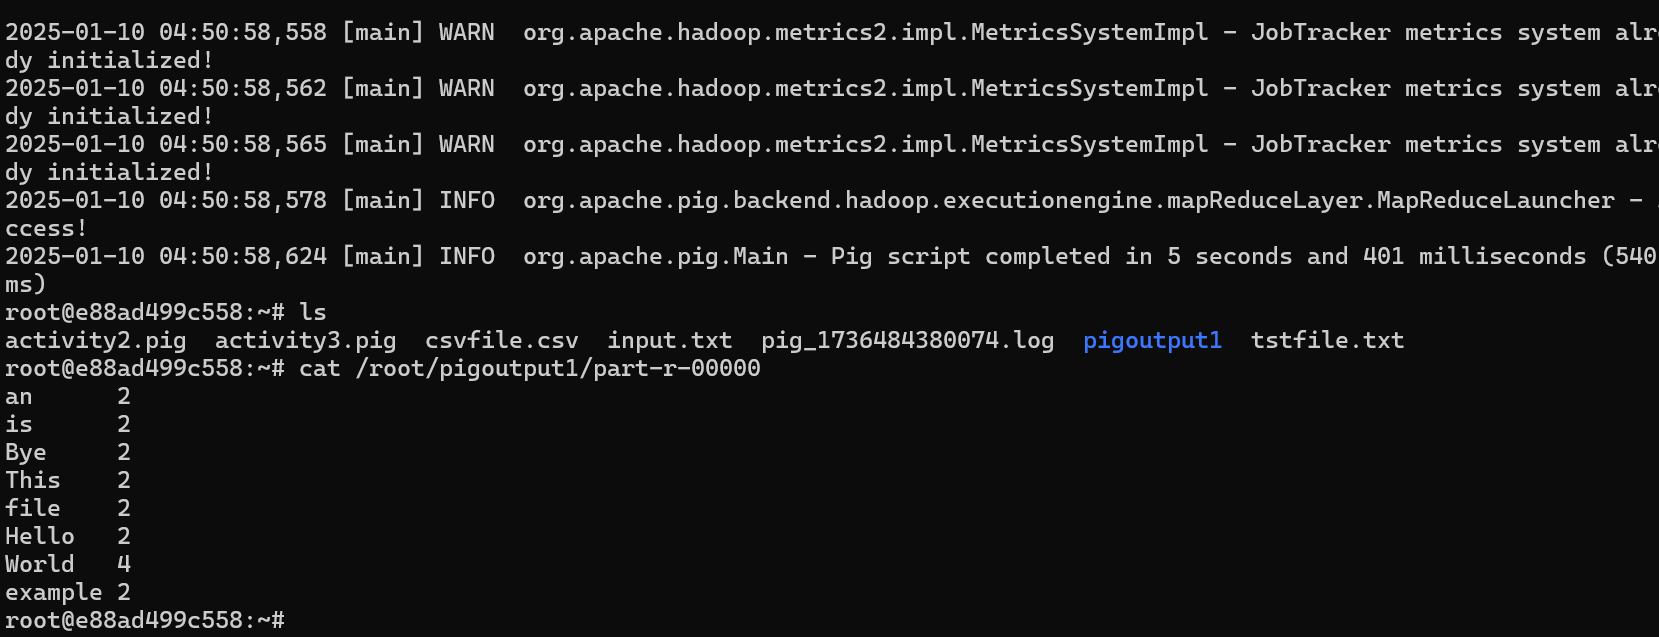 2025-01-10 04:50:58,558 [main] WARN  org.apache.hadoop.metrics2.impl.MetricsSystemImpl - JobTracker metrics system alr
dy initialized!
2025-01-10 04:50:58,562 [main] WARN  org.apache.hadoop.metrics2.impl.MetricsSystemImpl - JobTracker metrics system alr
dy initialized!
2025-01-10 04:50:58,565 [main] WARN  org.apache.hadoop.metrics2.impl.MetricsSystemImpl - JobTracker metrics system alr
dy initialized!
2025-01-10 04:50:58,578 [main] INFO  org.apache.pig.backend.hadoop.executionengine.mapReduceLayer.MapReduceLauncher -
ccess!
2025-01-10 04:50:58,624 [main] INFO  org.apache.pig.Main - Pig script completed in 5 seconds and 401 milliseconds (540
ms)
root@e88ad499c558:~# ls
activity2.pig  activity3.pig  csvfile.csv  input.txt  pig_1736484380074.log  pigoutput1  tstfile.txt
root@e88ad499c558:~# cat /root/pigoutput1/part-r-00000
an      2
is      2
Bye     2
This    2
file    2
Hello   2
World   4
example 2
root@e88ad499c558:~#